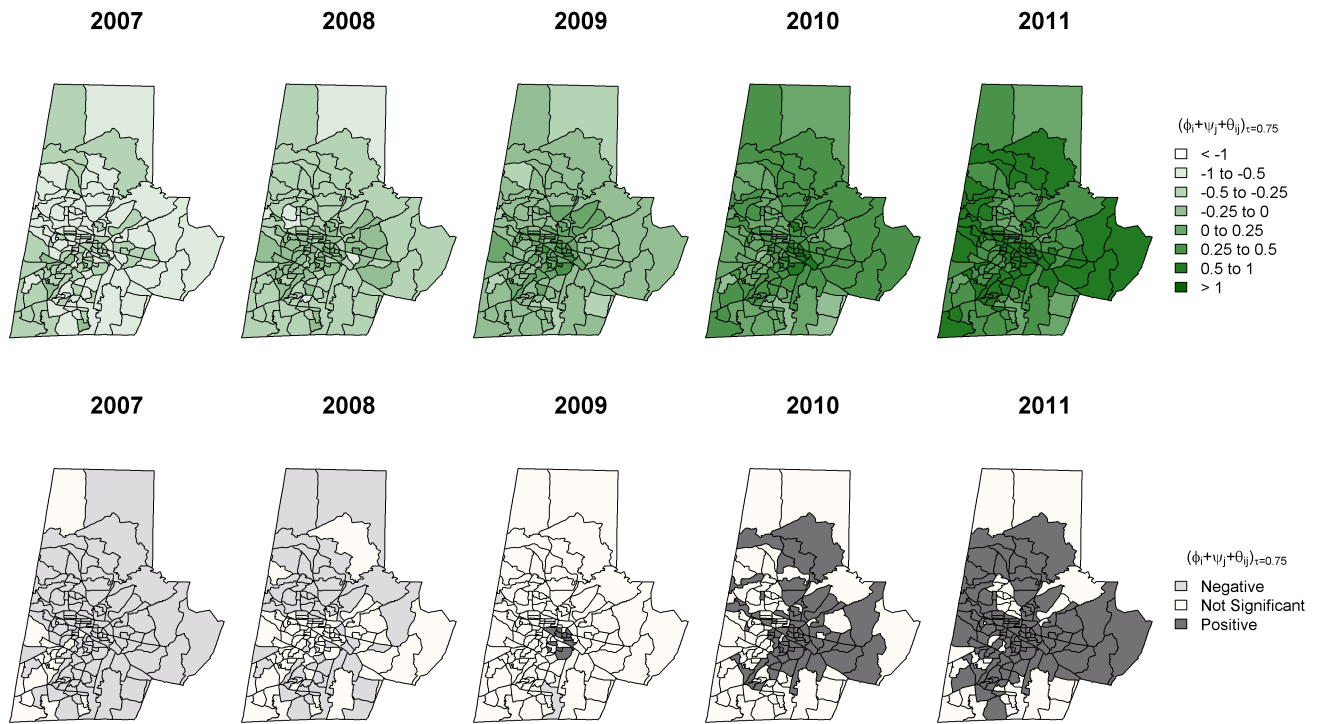 2007 2008 2009 2010 2011
(ϕi+ψj+θij)τ=0.75
< -1
-1 to -0.5
-0.5 to -0.25
-0.25 to 0
0 to 0.25
0.25 to 0.5
0.5 to 1
> 1
2007 2008 2009 2010 2011
(ϕi+ψj+θij)τ=0.75
Negative
Not Significant
Positive